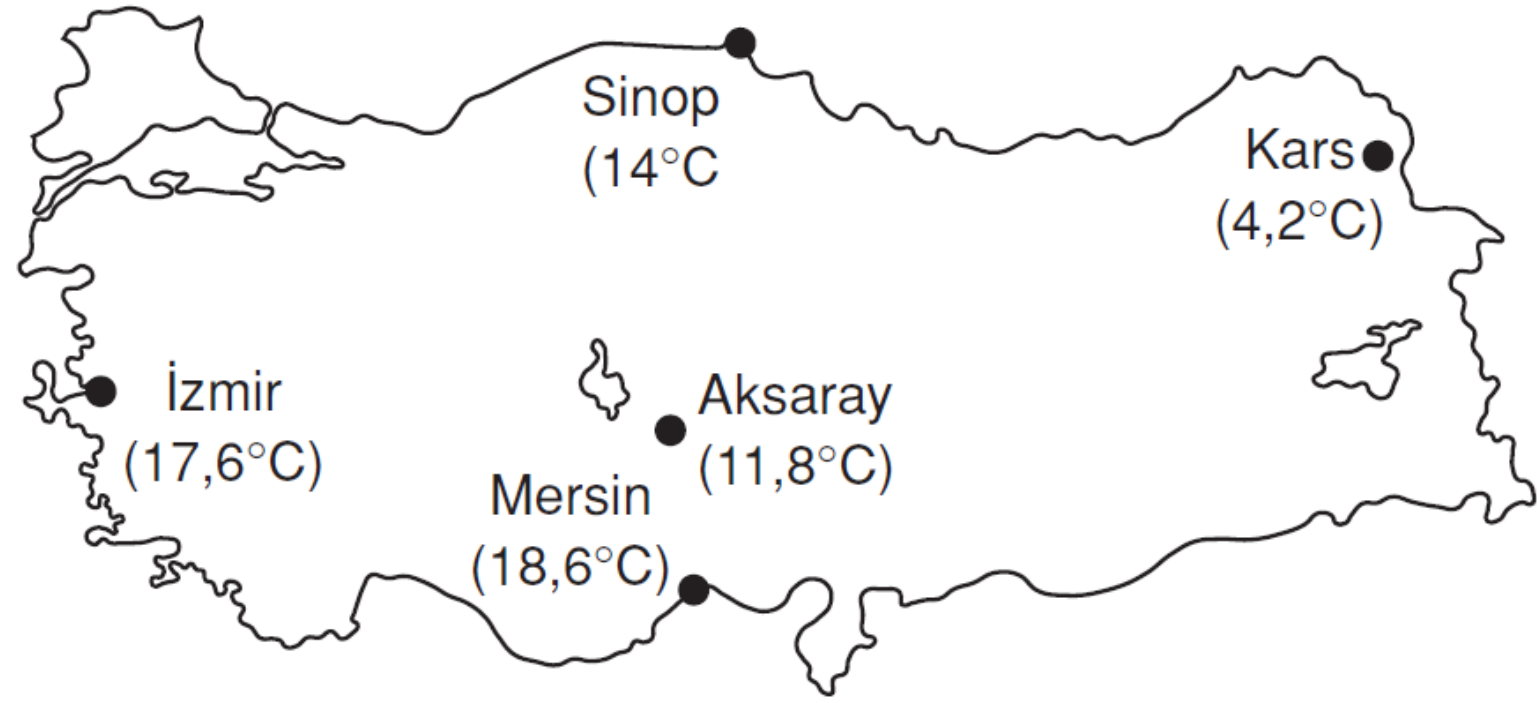 Sinop
(14°C
Kars
(4,2°C)
İzmir
(17,6°C)
Aksaray
(11,8°C)
Mersin
(18,6°C)